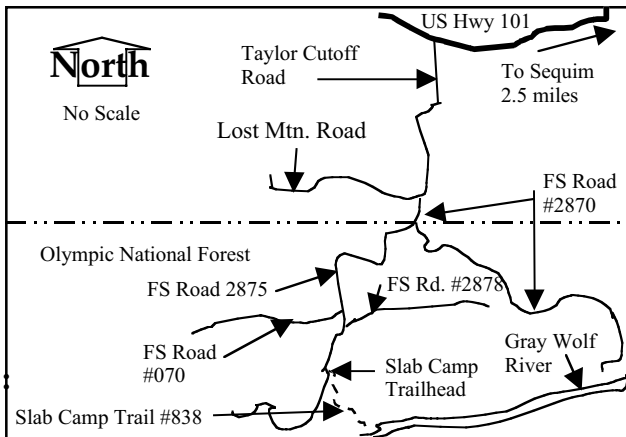 US Hwy 101
North
Taylor Cutoff
Road
To Sequim
2.5 miles
No Scale
Lost Mtn. Road
FS Road
#2870
Olympic National Forest
FS Road 2875
FS Rd. #2878
FS Road
#070
Gray Wolf
River
Slab Camp
Trailhead
Slab Camp Trail #838